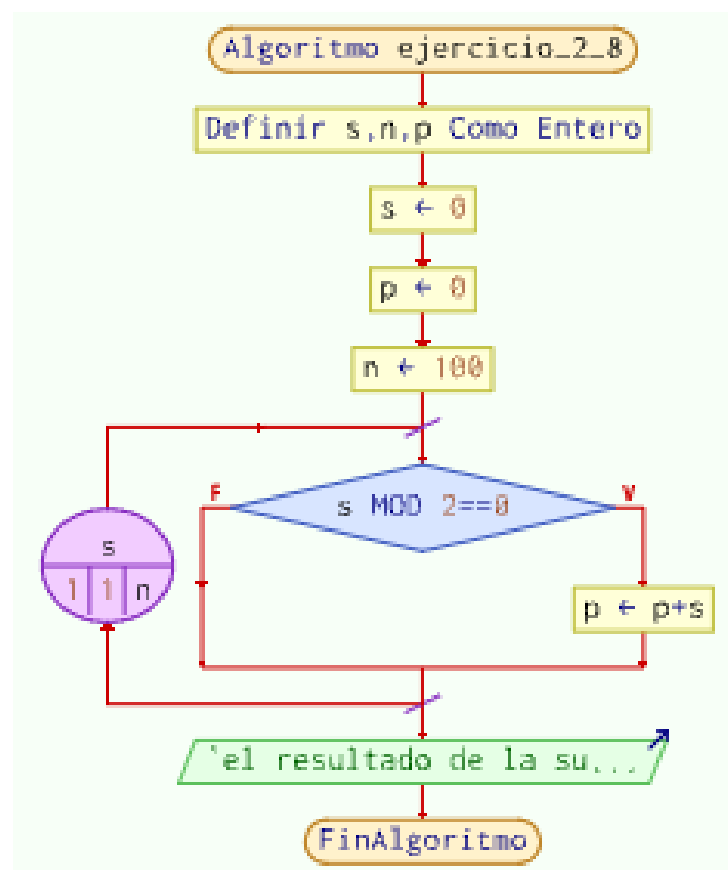 Algoritmo ejercicio_2_8
Definir s,n,p Como Entero
s ← 0
p ← 0
n ← 100
F
V
s MOD 2==0
s
1 1 n
p ← p+s
'el resultado de la su...
FinAlgoritmo